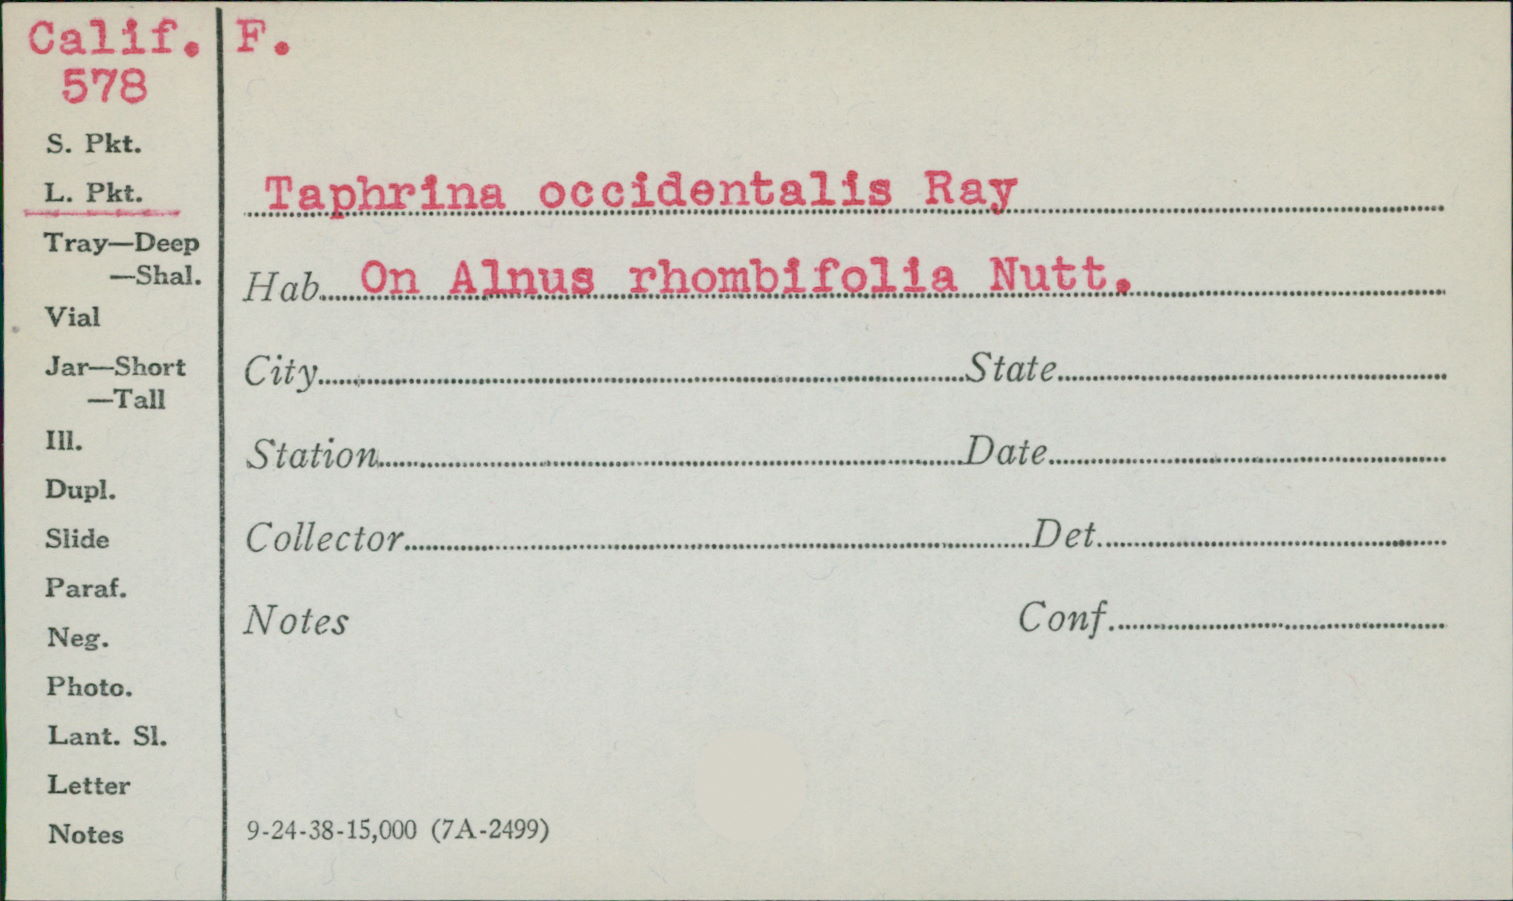 Calif.
578
S. Pkt.
L. Pkt.
Tray—Deep
—Shal.
Vial
Jar—Short
—Tall
Ill.
Dupl.
Slide
Paraf.
Neg.
Photo.
Lant. Sl.
Letter
Notes
F.
Taphrina occidentalis Ray
Hab. On Alnus rhombifolia Nutt.
City State
Station Date
Collector Det.
Notes Conf.
9-24-38-15,000 (7A-2499)